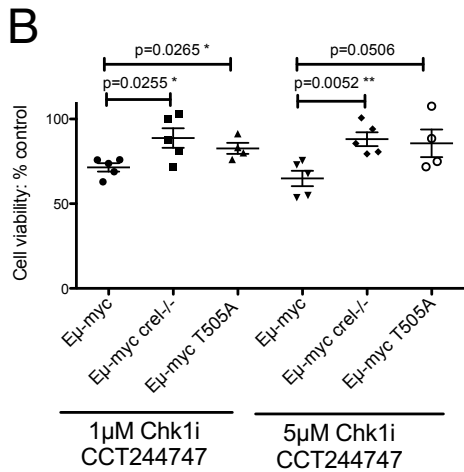 B
p=0.0265 *
p=0.0506
p=0.0255 *
p=0.0052 **
Cell viability: % control
100
50
0
Eμ-myc
Eμ-myc crel-/-
Eμ-myc T505A
Eμ-myc
Eμ-myc crel-/-
Eμ-myc T505A
1μM Chk1i
CCT244747
5μM Chk1i
CCT244747